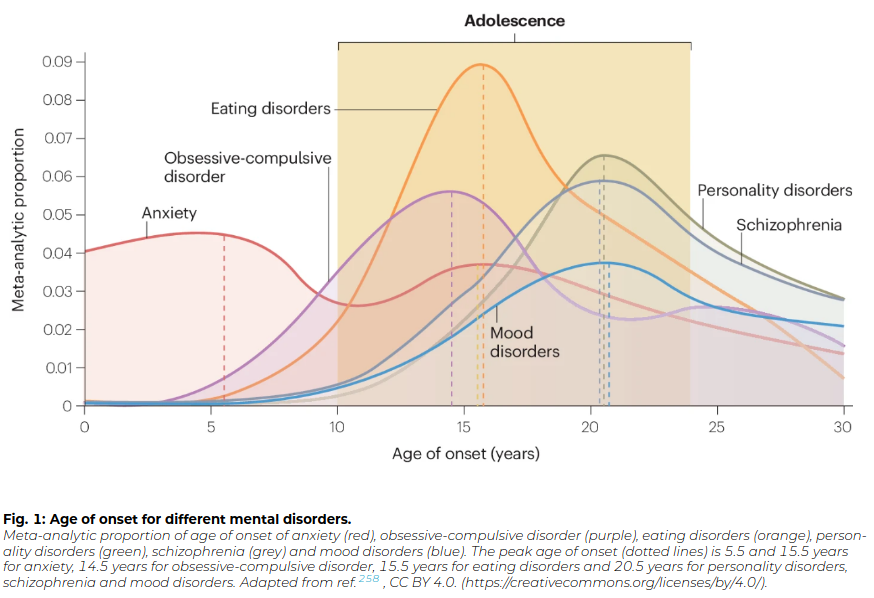 Adolescence
0.09
0.08
0.07
0.06
0.05
0.04
0.03
0.02
0.01
0
Meta-analytic proportion
Eating disorders
Obsessive-compulsive
disorder
Anxiety
Personality disorders
Schizophrenia
Mood
disorders
0 5 10 15 20 25 30
Age of onset (years)
Fig. 1: Age of onset for different mental disorders.
Meta-analytic proportion of age of onset of anxiety (red), obsessive-compulsive disorder (purple), eating disorders (orange), person-
ality disorders (green), schizophrenia (grey) and mood disorders (blue). The peak age of onset (dotted lines) is 5.5 and 15.5 years
for anxiety, 14.5 years for obsessive-compulsive disorder, 15.5 years for eating disorders and 20.5 years for personality disorders,
schizophrenia and mood disorders. Adapted from ref. 258 , CC BY 4.0. (https://creativecommons.org/licenses/by/4.0/).